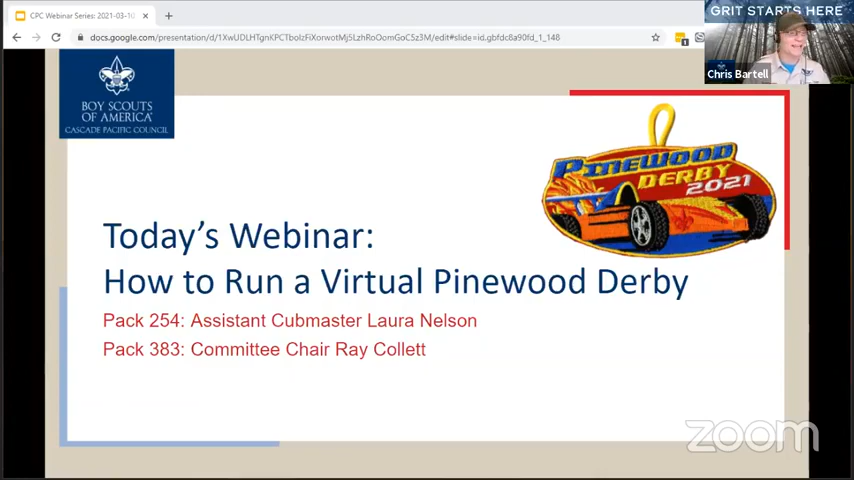 CPC Webinar Series: 2021-03-10
docs.google.com/presentation/d/1XwUDLHTgnKPCTbolzFiXorwotMj5LzhRoOomGoC5z3M/edit#slide=id.gbfdc8a90fd_1_148
GRIT STARTS HERE
Chris Bartell
BOY SCOUTS
OF AMERICA
CASCADE PACIFIC COUNCIL
PINEWOOD
DERBY
2021
Today's Webinar:
How to Run a Virtual Pinewood Derby
Pack 254: Assistant Cubmaster Laura Nelson
Pack 383: Committee Chair Ray Collett
zoom